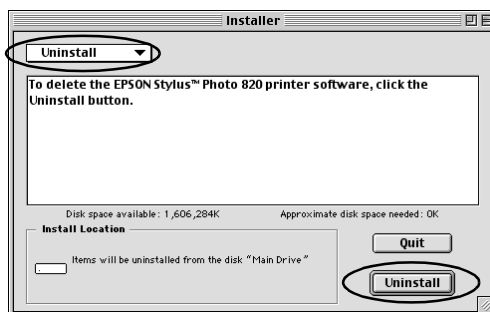 Installer
Uninstall
To delete the EPSON Stylus™ Photo 820 printer software, click the
Uninstall button.
Disk space available: 1,606,284K
Approximate disk space needed: 0K
Install Location
Items will be uninstalled from the disk “Main Drive”
Quit
Uninstall